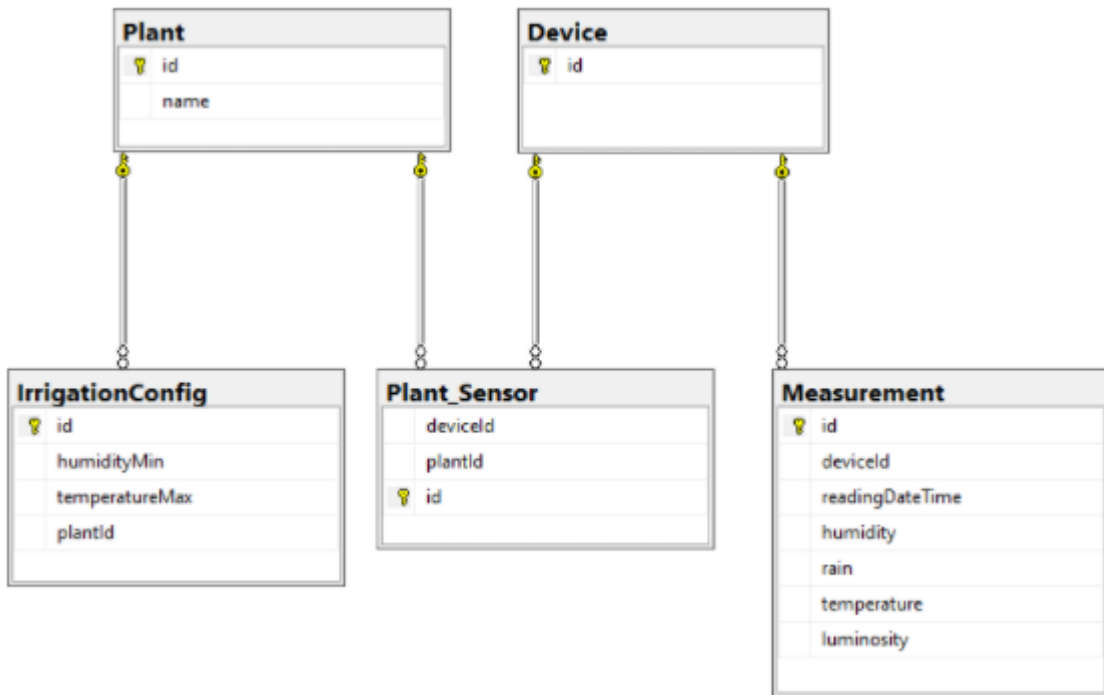 Plant
id
name
Device
id
IrrigationConfig
id
humidityMin
temperatureMax
plantId
Plant_Sensor
deviceId
plantId
id
Measurement
id
deviceId
readingDateTime
humidity
rain
temperature
luminosity